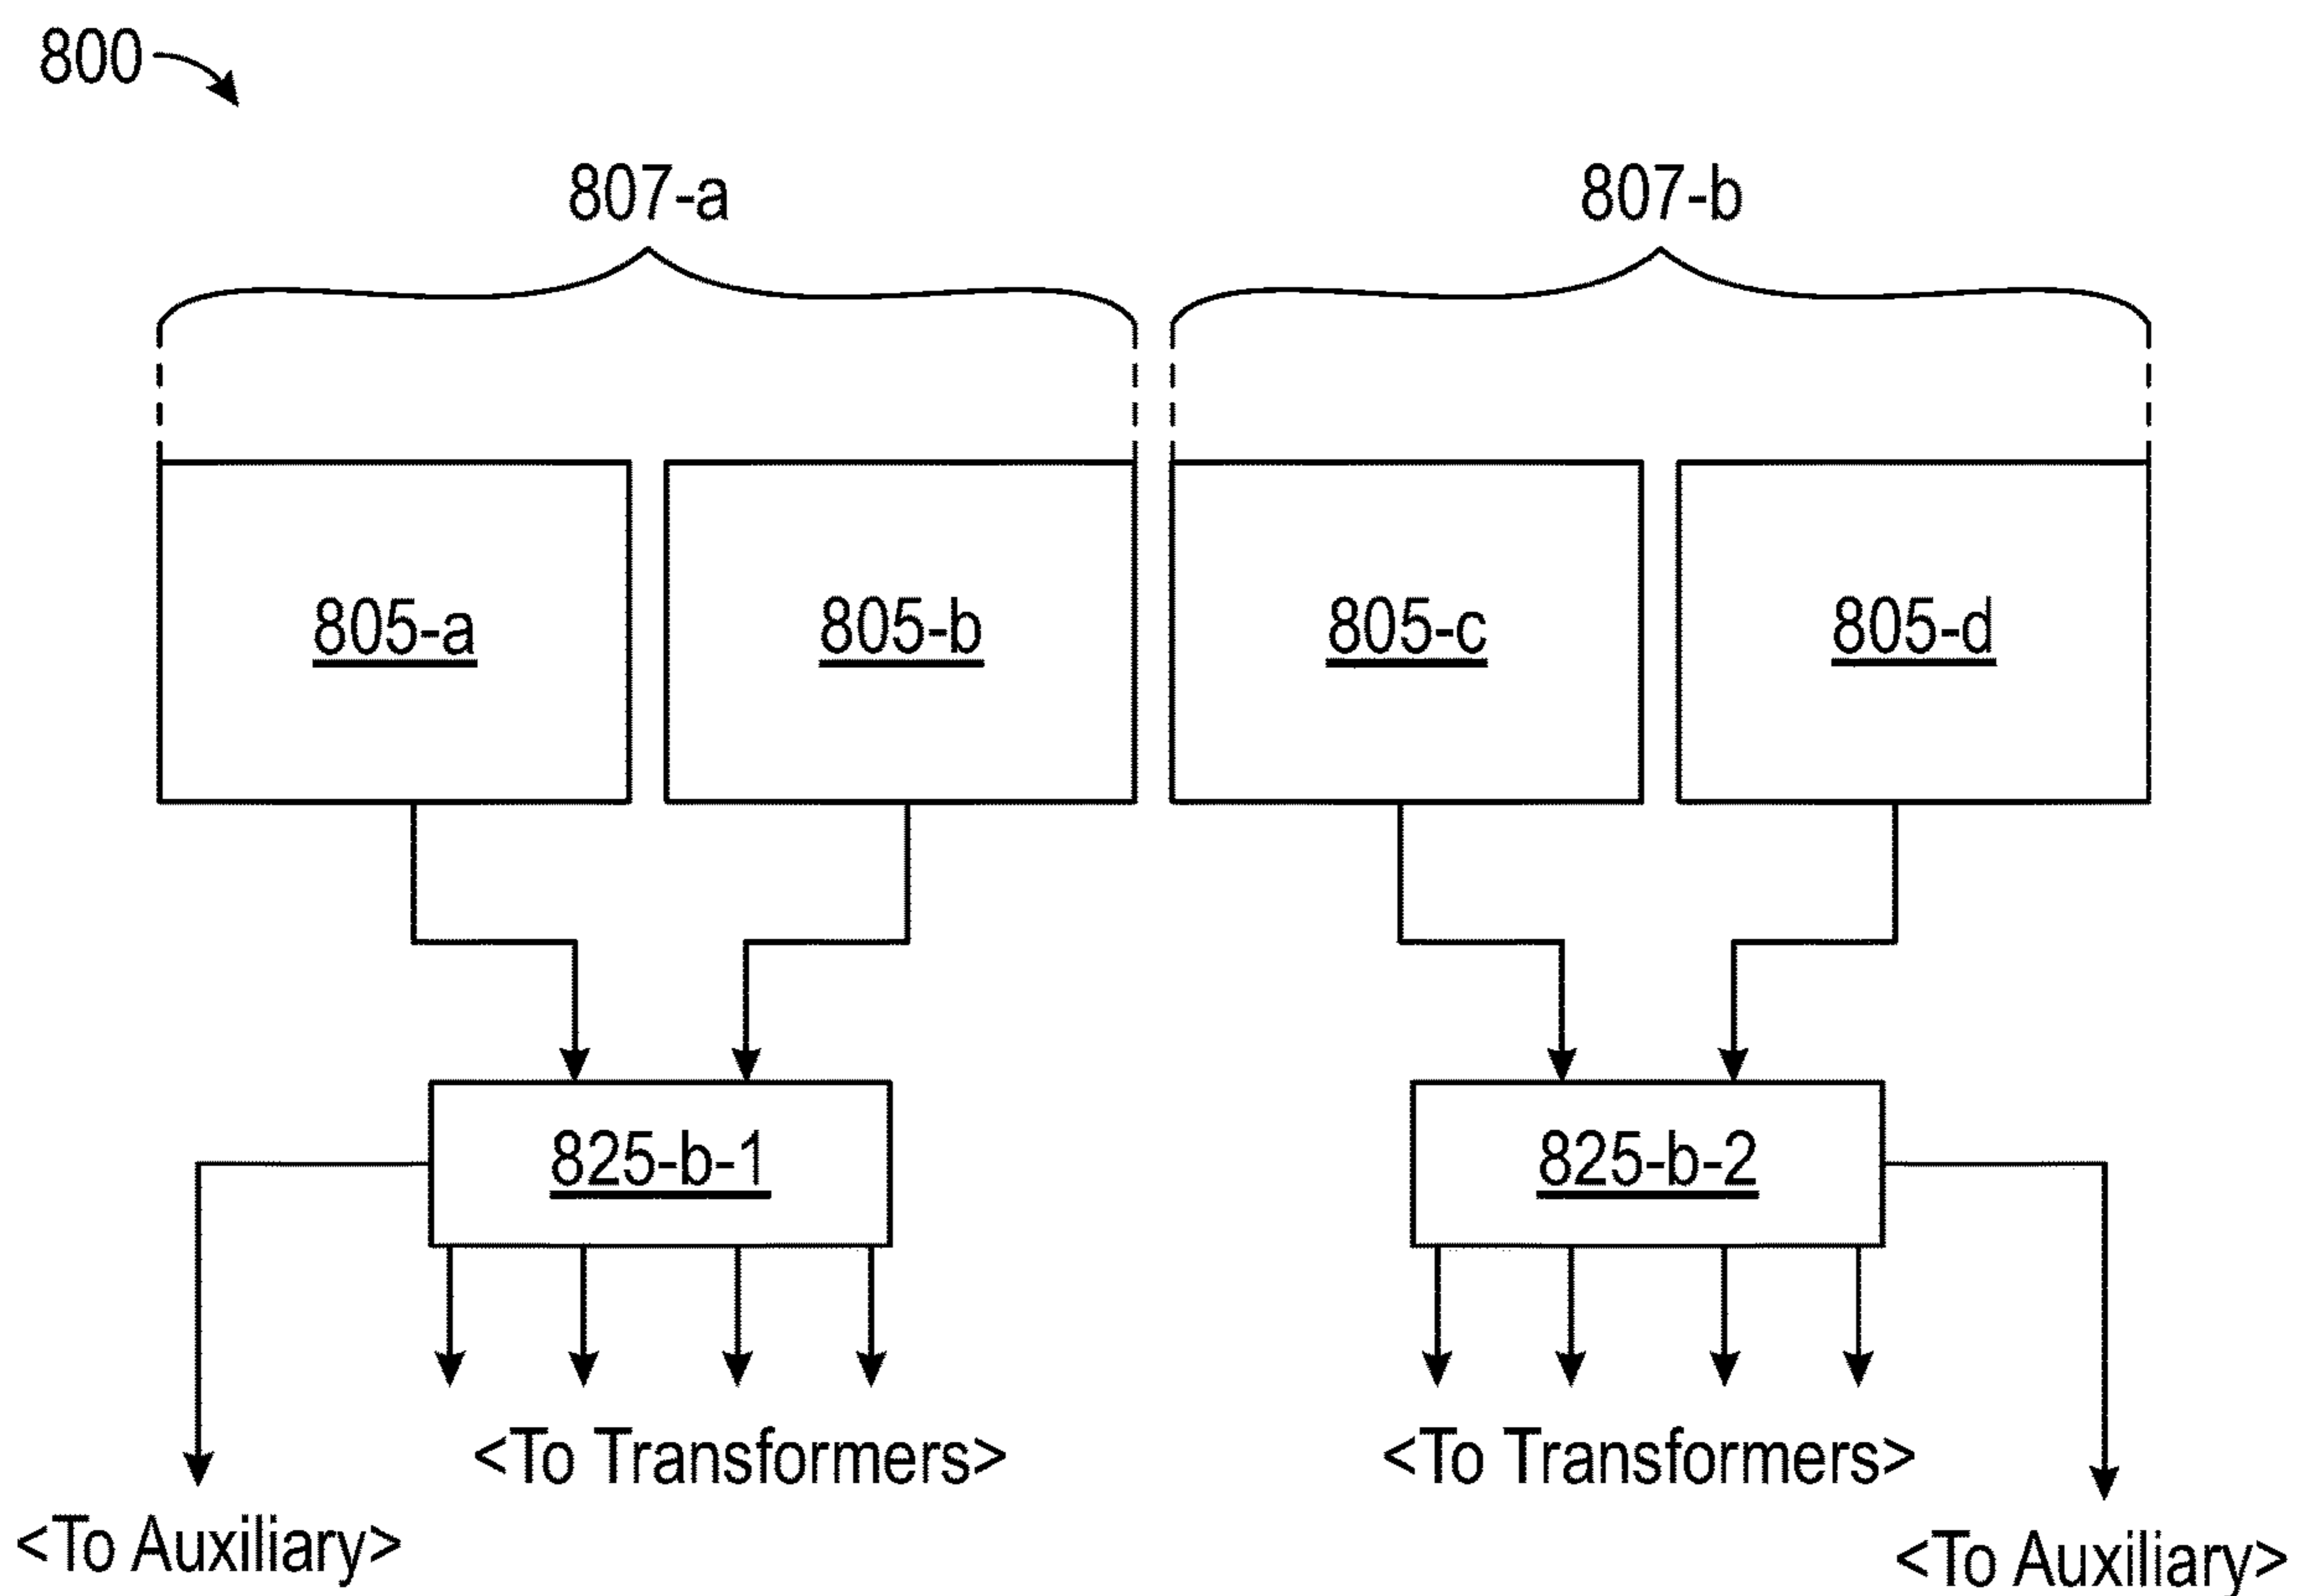 800
807-a
807-b
805-a
805-b
805-c
805-d
825-b-1
825-b-2
<To Transformers>
<To Transformers>
<To Auxiliary>
<To Auxiliary>